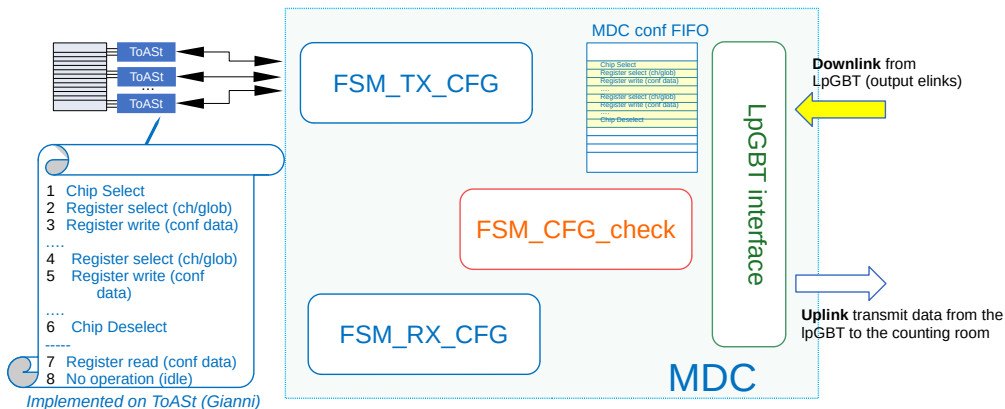 ToASt
ToASt
...
ToASt
1 Chip Select
2 Register select (ch/glob)
3 Register write (conf data)
....
4 Register select (ch/glob)
5 Register write (conf
data)
....
6 Chip Deselect
-----
7 Register read (conf data)
8 No operation (idle)
Implemented on ToASt (Gianni)
FSM_TX_CFG
MDC conf FIFO
Chip Select
Register select (ch/glob)
Register write (conf data)
....
Register select (ch/glob)
Register write (conf data)
....
Chip Deselect
FSM_CFG_check
FSM_RX_CFG
LpGBT interface
MDC
Downlink from
LpGBT (output elinks)
Uplink transmit data from the
lpGBT to the counting room